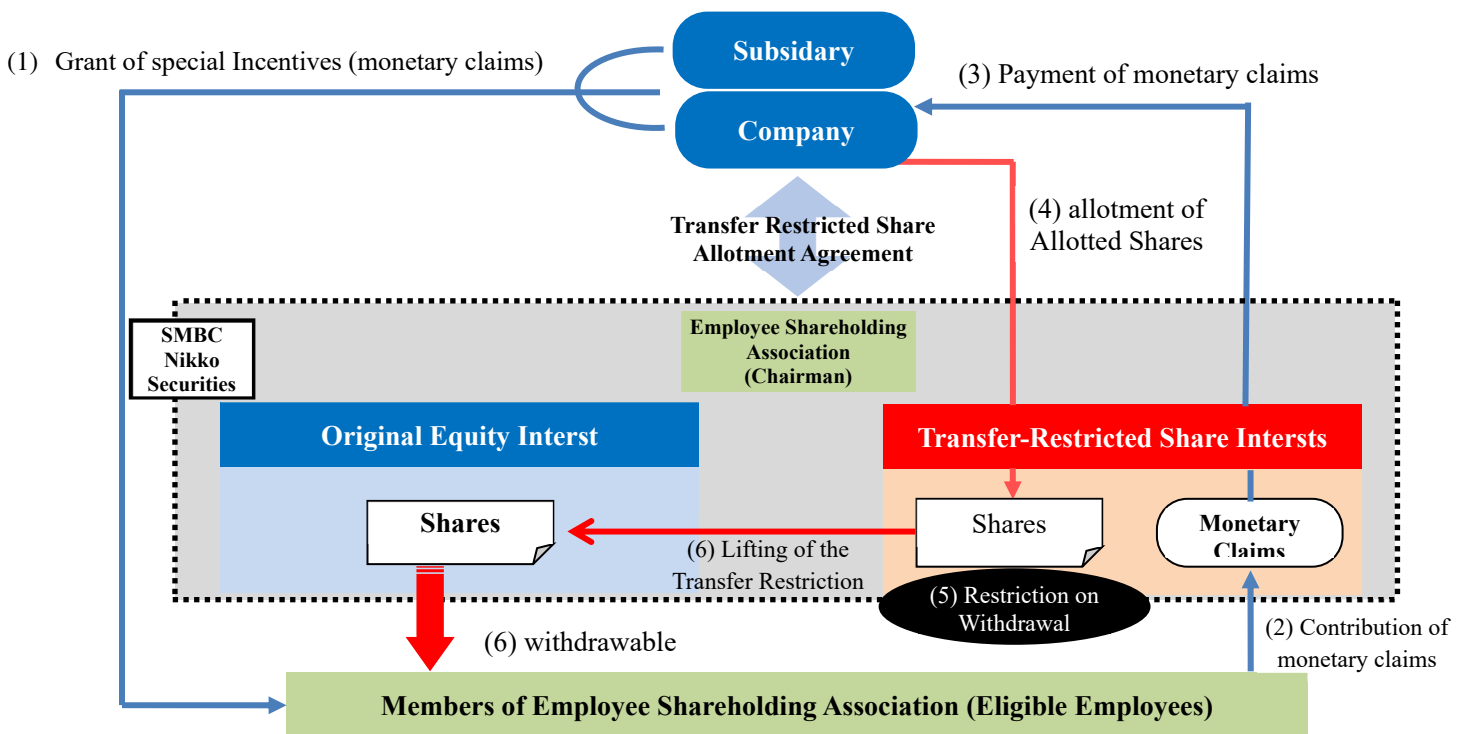 Subsidary
(1) Grant of special Incentives (monetary claims)
(3) Payment of monetary claims
Company
(4) allotment of
Allotted Shares
Transfer Restricted Share
Allotment Agreement
SMBC
Nikko
Securities
Employee Shareholding
Association
(Chairman)
Original Equity Interst
Transfer-Restricted Share Intersts
Shares
Shares
Monetary
Claims
(6) Lifting of the
Transfer Restriction
(5) Restriction on
Withdrawal
(6) withdrawable
(2) Contribution of
monetary claims
Members of Employee Shareholding Association (Eligible Employees)